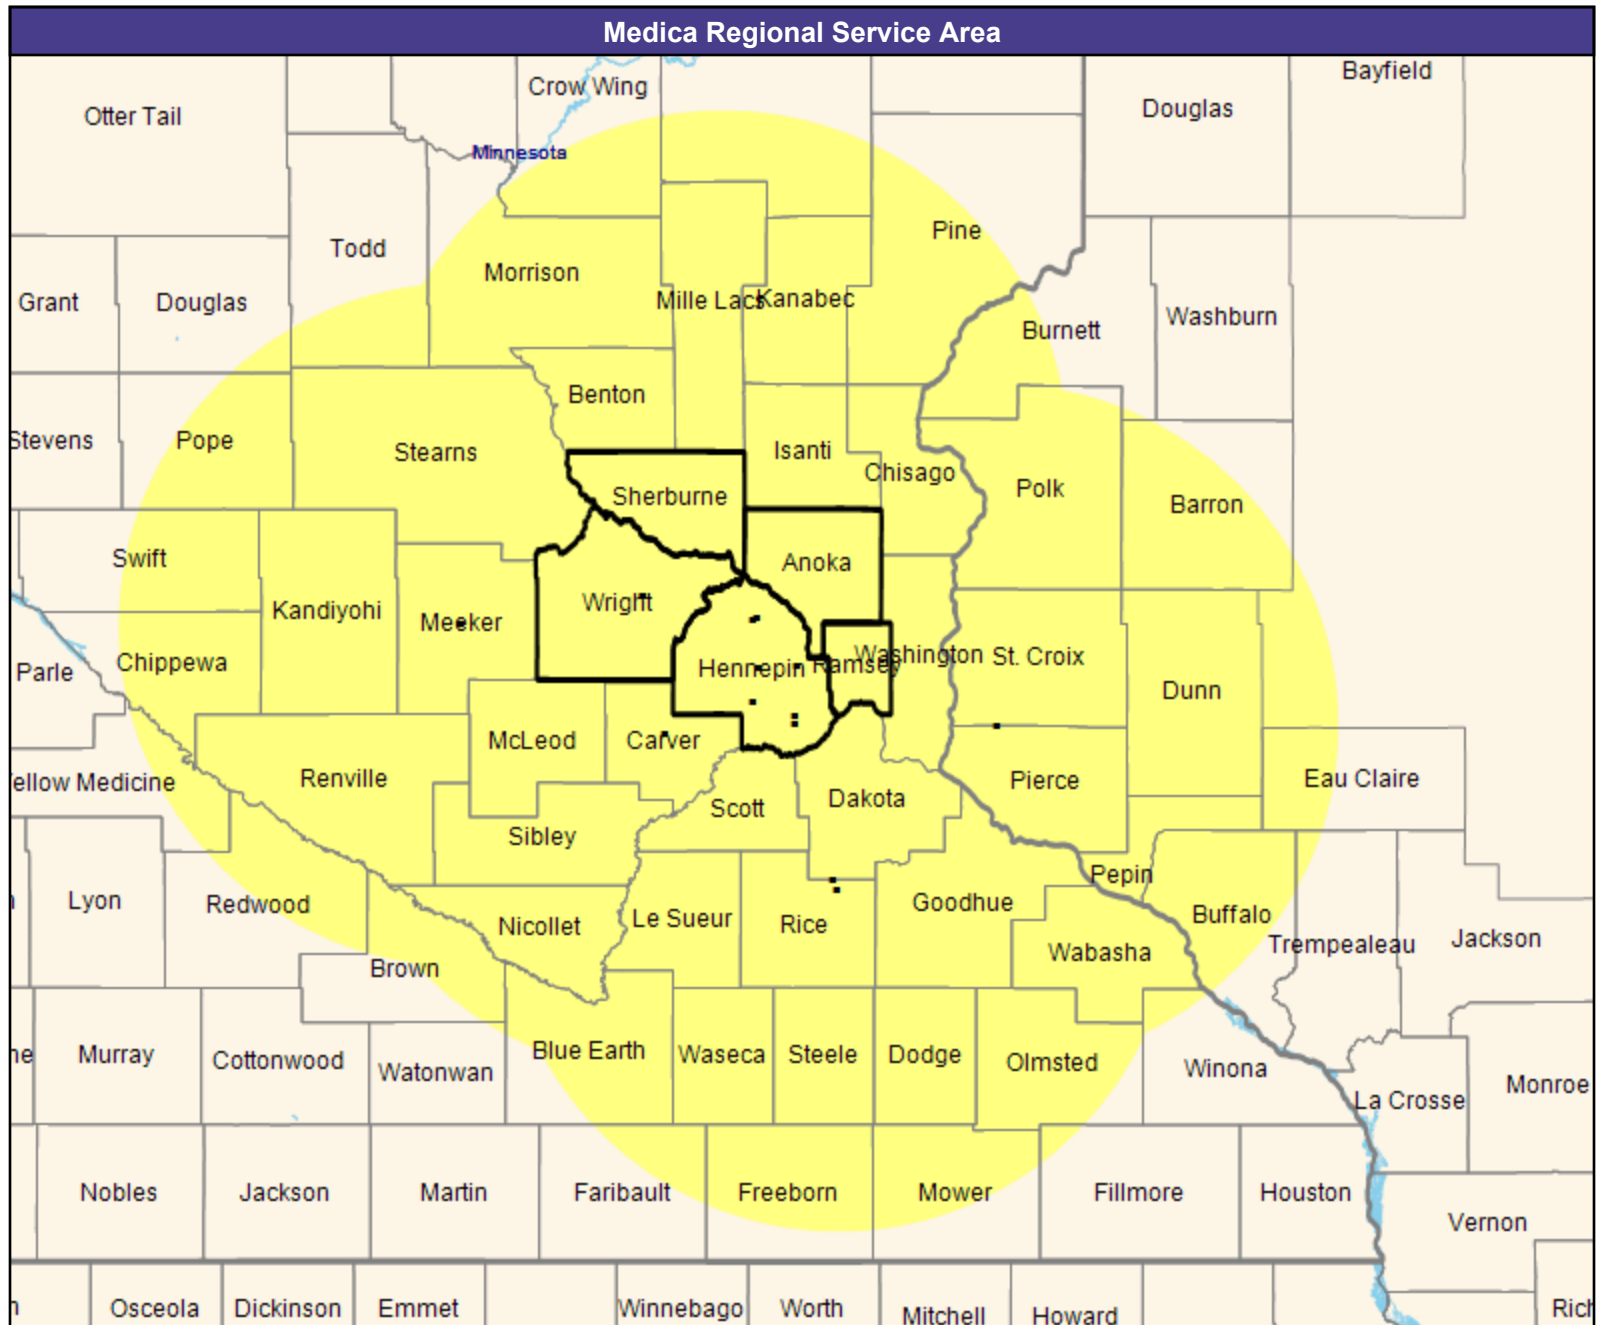 Medica Regional Service Area
Bayfield
Crow Wing
Douglas
Otter Tail
Minnesota
Pine
Todd
Morrison
Grant
Douglas
Mille Lacs
Kanabec
Washburn
Burnett
Benton
Stevens
Pope
Stearns
Isanti
Chisago
Polk
Sherburne
Barron
Swift
Anoka
Wright
Kandiyohi
Meeker
Chippewa
Parle
Hennepin
Ramsey
Washington
St. Croix
Dunn
McLeod
Carver
Renville
ellow Medicine
Scott
Dakota
Pierce
Eau Claire
Sibley
Pepin
Lyon
Redwood
Nicollet
Le Sueur
Rice
Goodhue
Buffalo
Trempealeau
Jackson
Wabasha
Brown
ne
Murray
Cottonwood
Watonwan
Blue Earth
Waseca
Steele
Dodge
Olmsted
Winona
La Crosse
Monroe
Nobles
Jackson
Martin
Faribault
Freeborn
Mower
Fillmore
Houston
Vernon
Osceola
Dickinson
Emmet
Winnebago
Worth
Mitchell
Howard
Rich